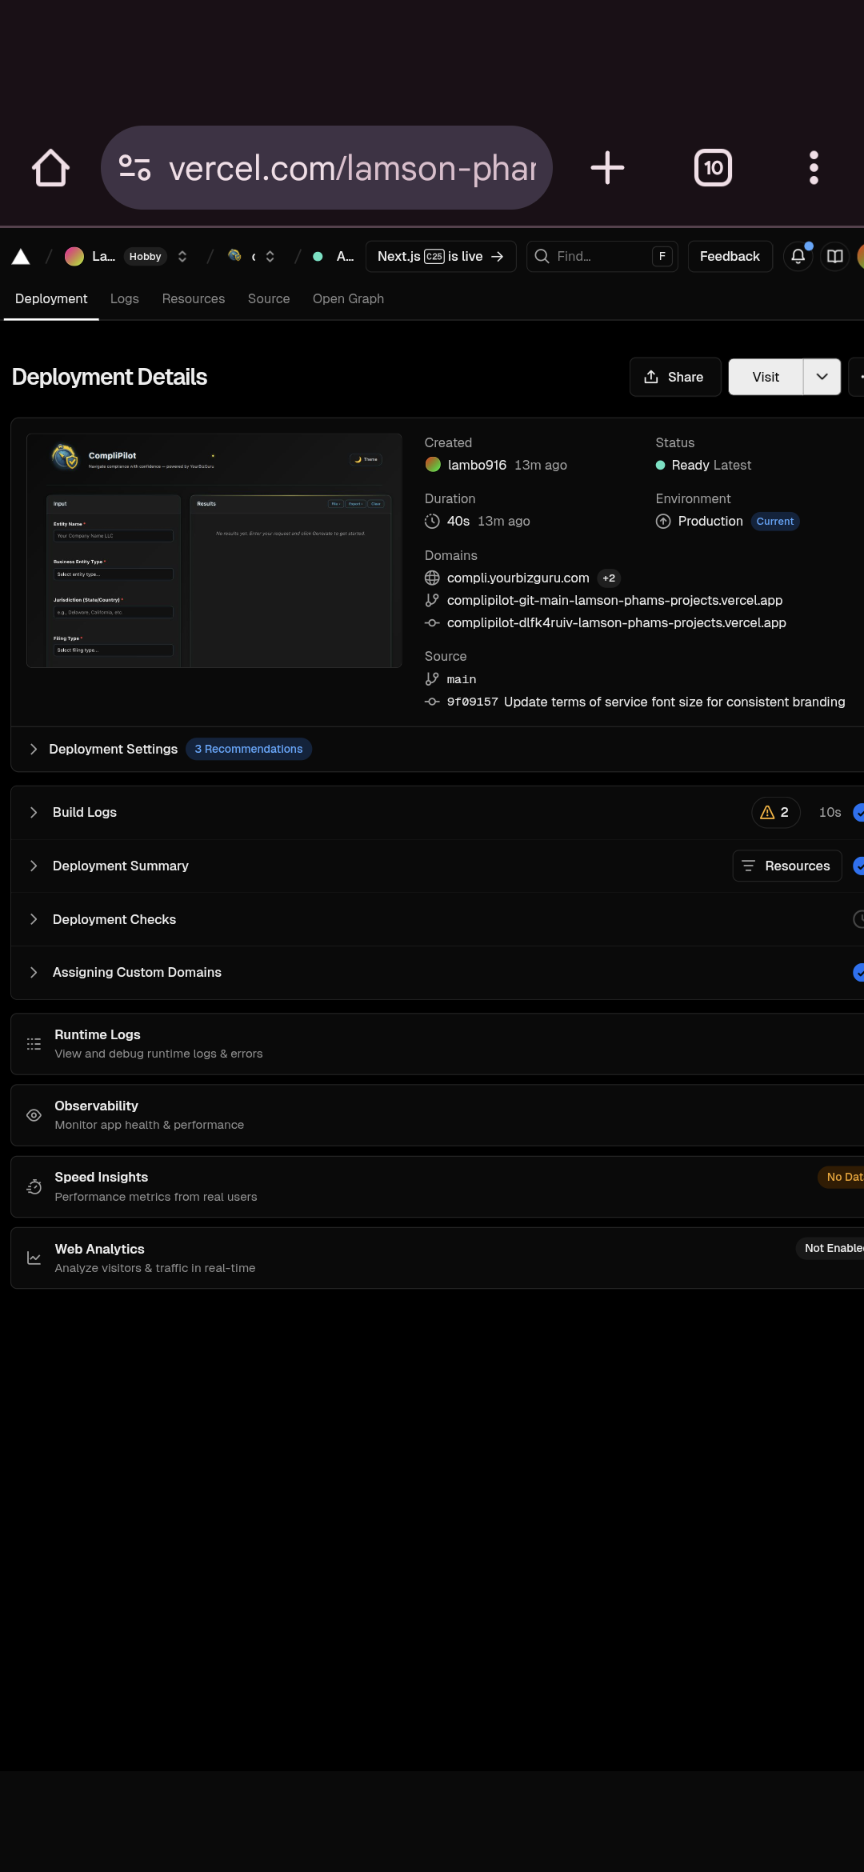 vercel.com/lamson-phar
10
La...
Hobby
A...
Next.js C25 is live →
Find...
F
Feedback
Deployment
Logs
Resources
Source
Open Graph
Deployment Details
Share
Visit
CompliPilot
Navigate compliance with confidence — powered by YourBizGuru
Theme
Input
Entity Name *
Your Company Name LLC
Business Entity Type *
Select entity type...
Jurisdiction (State/Country) *
e.g., Delaware, California, etc.
Filing Type *
Select filing type...
Results
No results yet. Enter your request and click Generate to get started.
Created
lambo916 13m ago
Status
Ready Latest
Duration
40s 13m ago
Environment
Production Current
Domains
compli.yourbizguru.com +2
complipilot-git-main-lamson-phams-projects.vercel.app
complipilot-dlfk4ruiv-lamson-phams-projects.vercel.app
Source
main
9f09157 Update terms of service font size for consistent branding
Deployment Settings 3 Recommendations
Build Logs
2
10s
Deployment Summary
Resources
Deployment Checks
Assigning Custom Domains
Runtime Logs
View and debug runtime logs & errors
Observability
Monitor app health & performance
Speed Insights
Performance metrics from real users
No Dat
Web Analytics
Analyze visitors & traffic in real-time
Not Enable